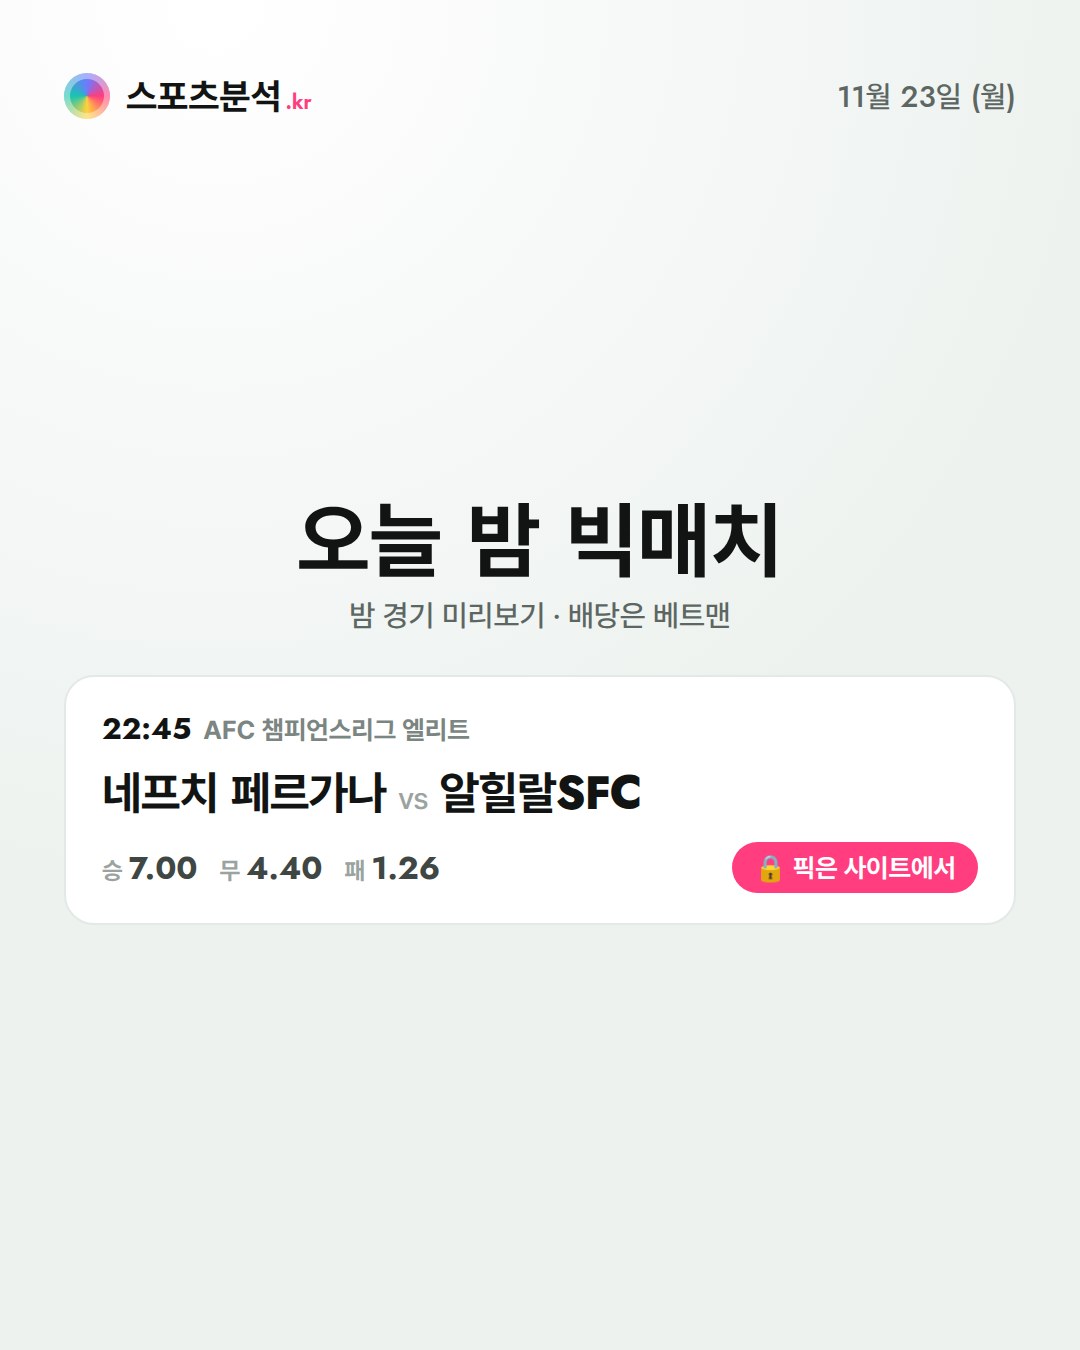 스포츠분석.kr
11월 23일 (월)
오늘 밤 빅매치
밤 경기 미리보기 · 배당은 베트맨
22:45 AFC 챔피언스리그 엘리트
네프치 페르가나 vs 알힐랄SFC
승 7.00 무 4.40 패 1.26
🔒 픽은 사이트에서